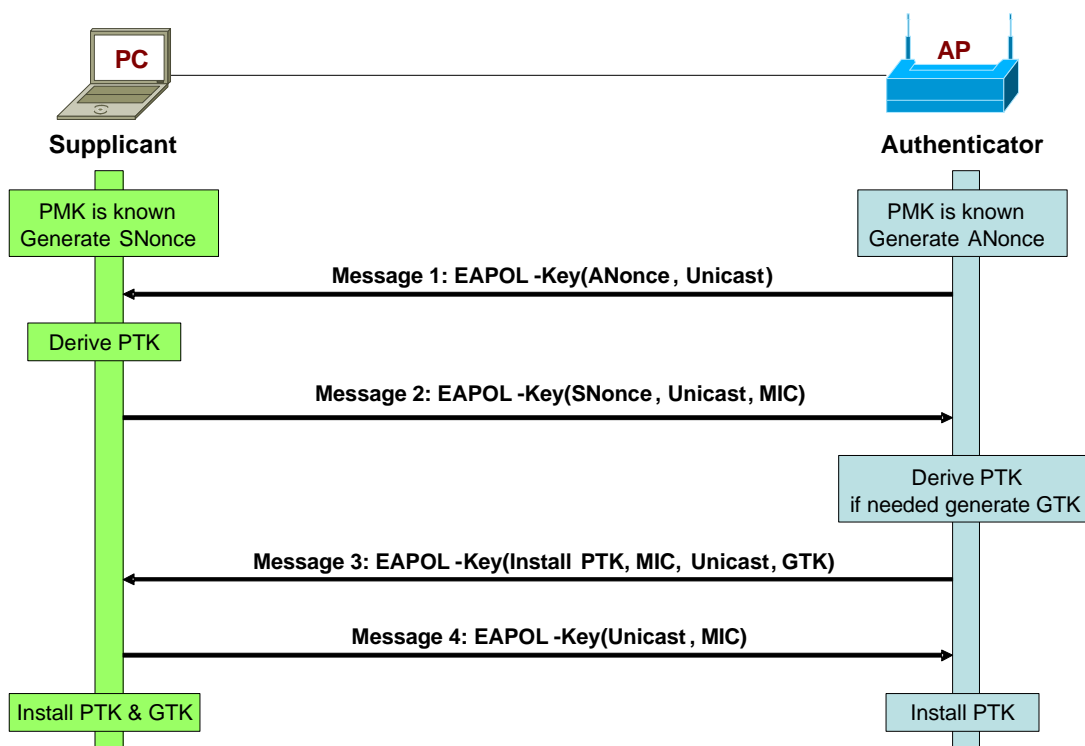 PC
AP
Supplicant
Authenticator
PMK is known
Generate SNonce
PMK is known
Generate ANonce
Message 1: EAPOL -Key(ANonce, Unicast)
Derive PTK
Message 2: EAPOL -Key(SNonce, Unicast, MIC)
Derive PTK
if needed generate GTK
Message 3: EAPOL -Key(Install PTK, MIC, Unicast, GTK)
Message 4: EAPOL -Key(Unicast, MIC)
Install PTK & GTK
Install PTK